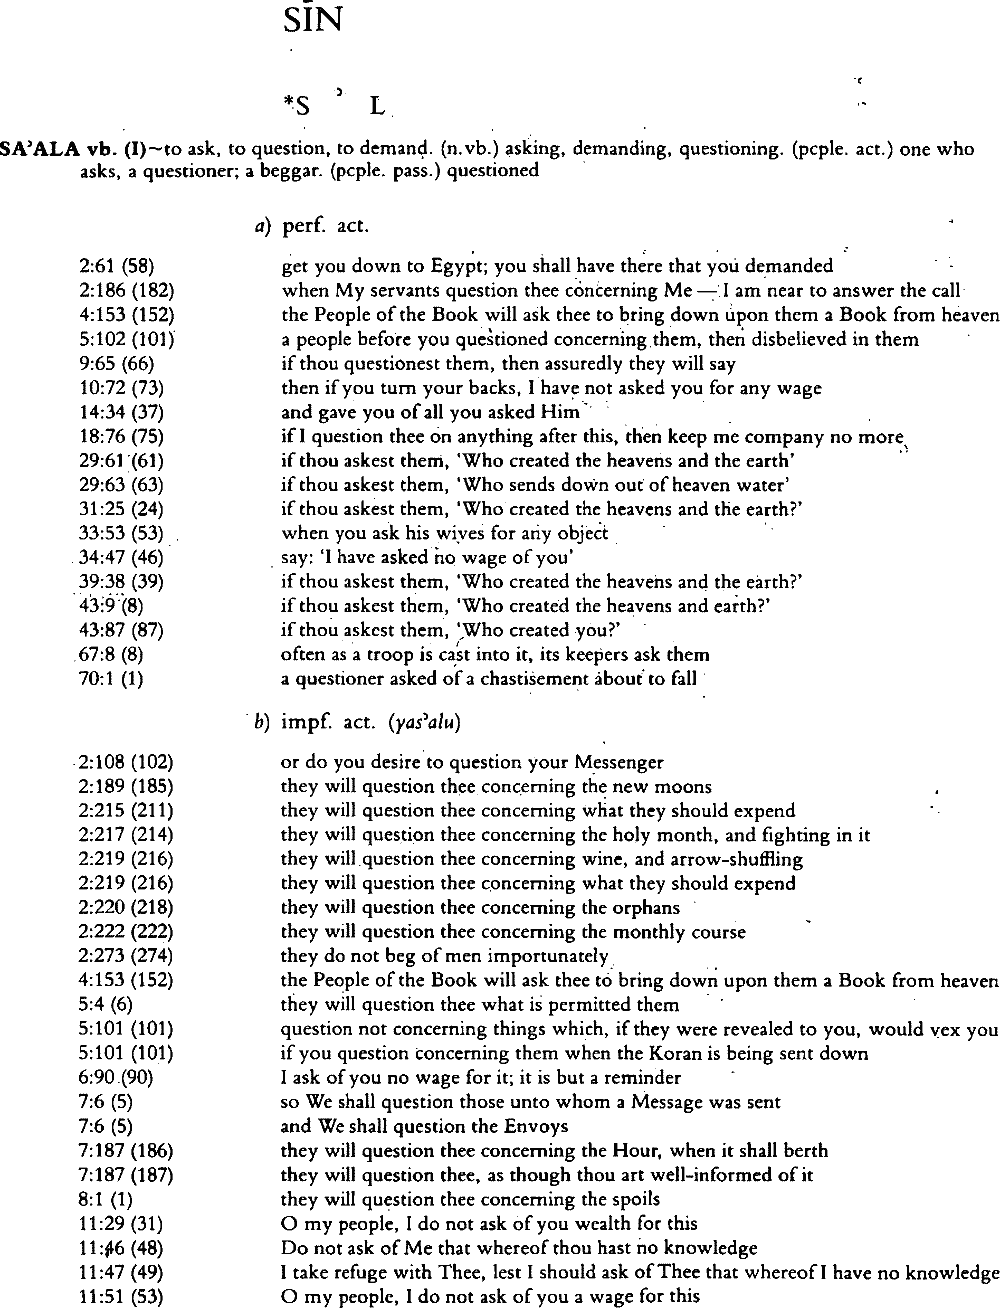 SĪN
*S ʾ L
SAʾALA vb. (I)~to ask, to question, to demand. (n.vb.) asking, demanding, questioning. (pcple. act.) one who
asks, a questioner; a beggar. (pcple. pass.) questioned
a) perf. act.
2:61 (58) get you down to Egypt; you shall have there that you demanded
2:186 (182) when My servants question thee concerning Me — I am near to answer the call
4:153 (152) the People of the Book will ask thee to bring down upon them a Book from heaven
5:102 (101) a people before you questioned concerning them, then disbelieved in them
9:65 (66) if thou questionest them, then assuredly they will say
10:72 (73) then if you turn your backs, I have not asked you for any wage
14:34 (37) and gave you of all you asked Him
18:76 (75) if I question thee on anything after this, then keep me company no more
29:61 (61) if thou askest them, 'Who created the heavens and the earth'
29:63 (63) if thou askest them, 'Who sends down out of heaven water'
31:25 (24) if thou askest them, 'Who created the heavens and the earth?'
33:53 (53) when you ask his wives for any object
34:47 (46) say: 'I have asked no wage of you'
39:38 (39) if thou askest them, 'Who created the heavens and the earth?'
43:9 (8) if thou askest them, 'Who created the heavens and earth?'
43:87 (87) if thou askest them, 'Who created you?'
67:8 (8) often as a troop is cast into it, its keepers ask them
70:1 (1) a questioner asked of a chastisement about to fall
b) impf. act. (yasʾalu)
2:108 (102) or do you desire to question your Messenger
2:189 (185) they will question thee concerning the new moons
2:215 (211) they will question thee concerning what they should expend
2:217 (214) they will question thee concerning the holy month, and fighting in it
2:219 (216) they will question thee concerning wine, and arrow-shuffling
2:219 (216) they will question thee concerning what they should expend
2:220 (218) they will question thee concerning the orphans
2:222 (222) they will question thee concerning the monthly course
2:273 (274) they do not beg of men importunately
4:153 (152) the People of the Book will ask thee to bring down upon them a Book from heaven
5:4 (6) they will question thee what is permitted them
5:101 (101) question not concerning things which, if they were revealed to you, would vex you
5:101 (101) if you question concerning them when the Koran is being sent down
6:90 (90) I ask of you no wage for it; it is but a reminder
7:6 (5) so We shall question those unto whom a Message was sent
7:6 (5) and We shall question the Envoys
7:187 (186) they will question thee concerning the Hour, when it shall berth
7:187 (187) they will question thee, as though thou art well-informed of it
8:1 (1) they will question thee concerning the spoils
11:29 (31) O my people, I do not ask of you wealth for this
11:46 (48) Do not ask of Me that whereof thou hast no knowledge
11:47 (49) I take refuge with Thee, lest I should ask of Thee that whereof I have no knowledge
11:51 (53) O my people, I do not ask of you a wage for this